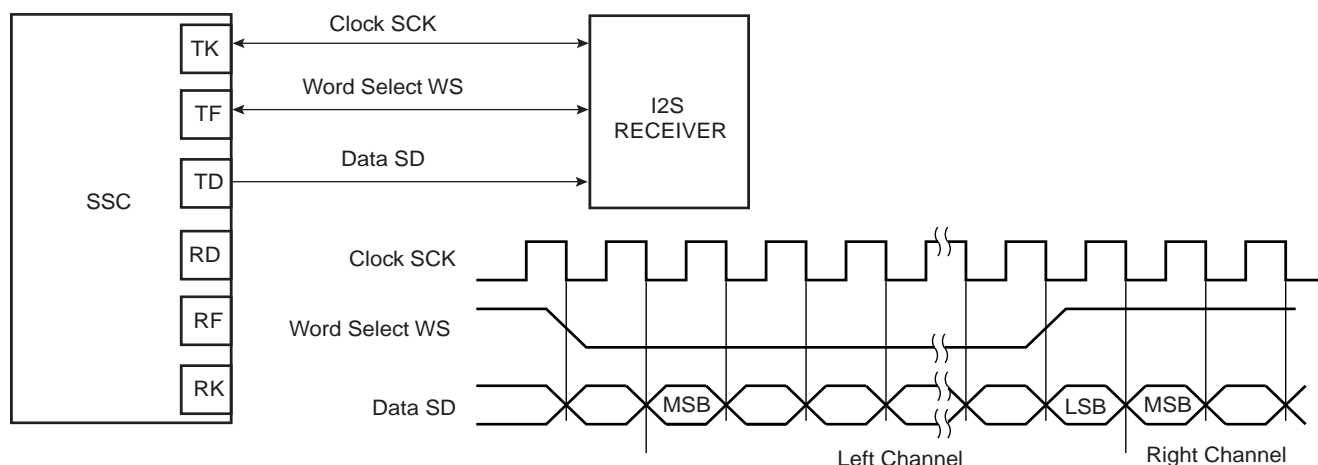 Clock SCK
TK
Word Select WS
TF
I2S
RECEIVER
Data SD
TD
SSC
RD
Clock SCK
RF
Word Select WS
RK
Data SD
MSB
LSB
MSB
Left Channel
Right Channel